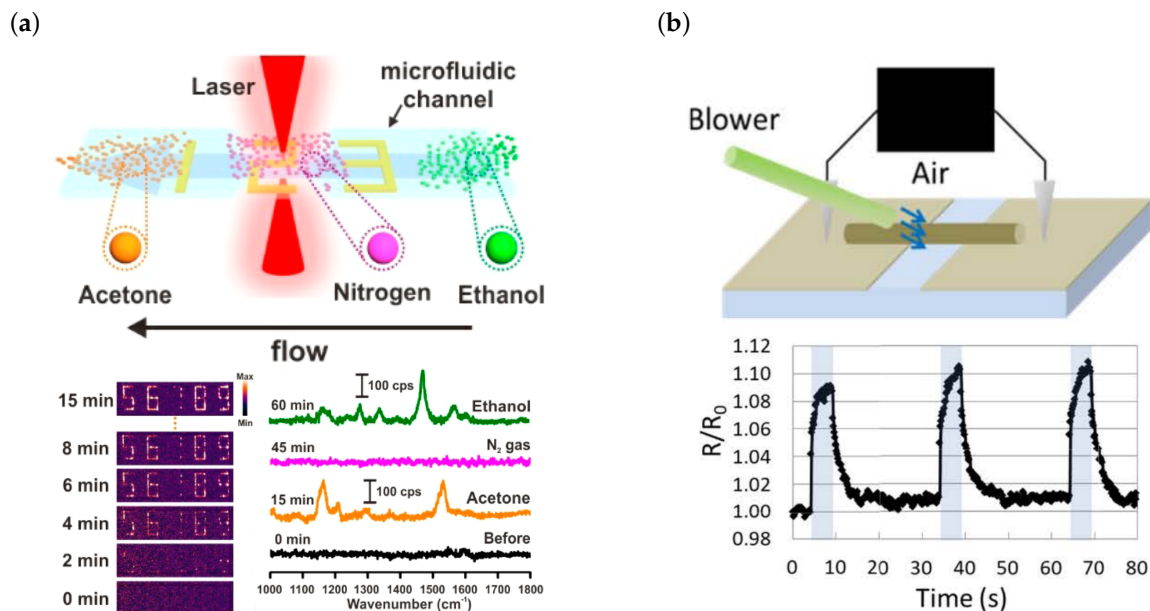 (a)
Laser
microfluidic
channel
Acetone
Nitrogen
Ethanol
flow
15 min
8 min
6 min
4 min
2 min
0 min
Max
Min
56189
56189
56189
56189
100 cps
60 min
Ethanol
45 min
N₂ gas
15 min
100 cps
Acetone
0 min
Before
1000 1100 1200 1300 1400 1500 1600 1700 1800
Wavenumber (cm⁻¹)
(b)
Blower
Air
R/R₀
1.12
1.10
1.08
1.06
1.04
1.02
1.00
0.98
0 10 20 30 40 50 60 70 80
Time (s)